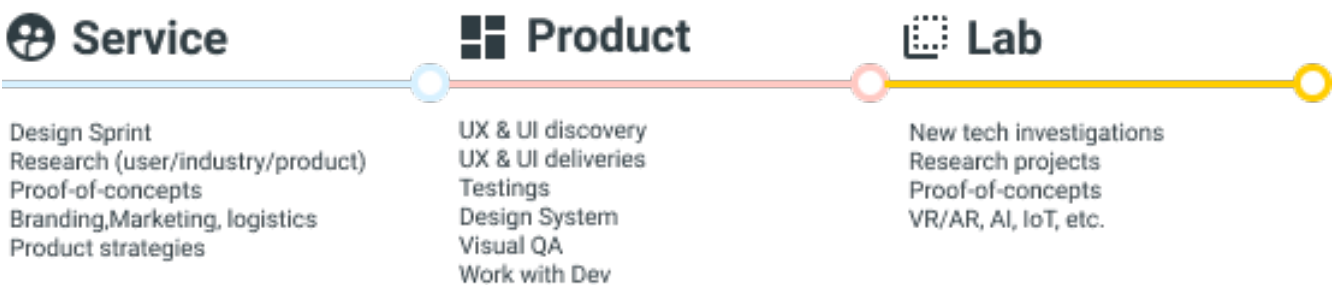 Service
Design Sprint
Research (user/industry/product)
Proof-of-concepts
Branding,Marketing, logistics
Product strategies
Product
UX & UI discovery
UX & UI deliveries
Testings
Design System
Visual QA
Work with Dev
Lab
New tech investigations
Research projects
Proof-of-concepts
VR/AR, AI, IoT, etc.